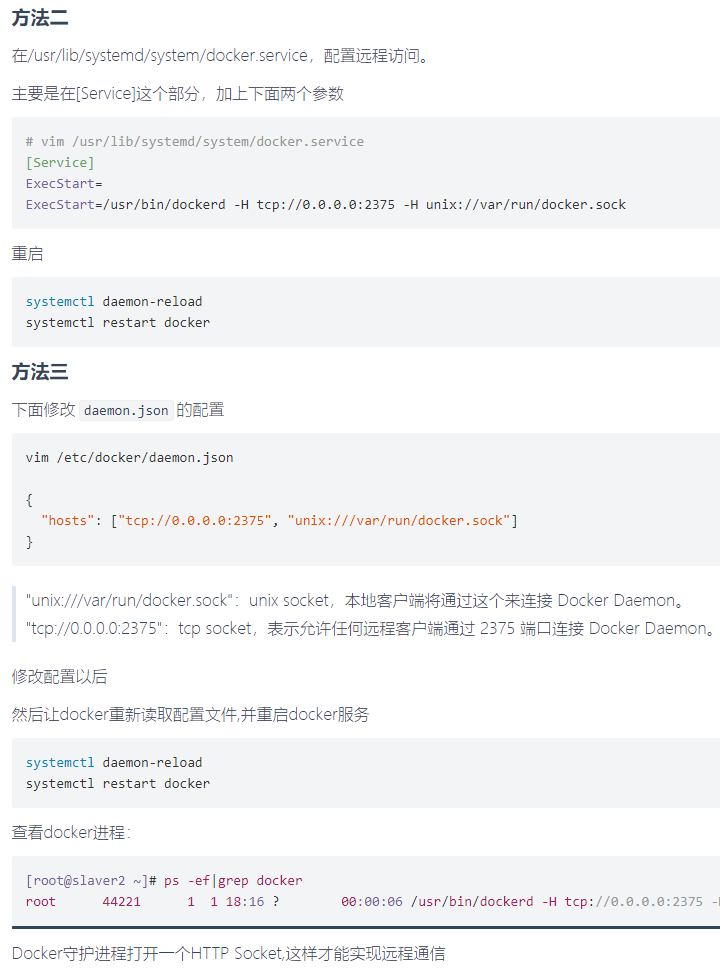 方法二
在/usr/lib/systemd/system/docker.service，配置远程访问。
主要是在[Service]这个部分，加上下面两个参数
# vim /usr/lib/systemd/system/docker.service
[Service]
ExecStart=
ExecStart=/usr/bin/dockerd -H tcp://0.0.0.0:2375 -H unix://var/run/docker.sock
重启
systemctl daemon-reload
systemctl restart docker
方法三
下面修改 daemon.json 的配置
vim /etc/docker/daemon.json
{
"hosts": ["tcp://0.0.0.0:2375", "unix:///var/run/docker.sock"]
}
"unix:///var/run/docker.sock"：unix socket，本地客户端将通过这个来连接 Docker Daemon。
"tcp://0.0.0.0:2375"：tcp socket，表示允许任何远程客户端通过 2375 端口连接 Docker Daemon。
修改配置以后
然后让docker重新读取配置文件,并重启docker服务
systemctl daemon-reload
systemctl restart docker
查看docker进程：
[root@slaver2 ~]# ps -ef|grep docker
root      44221      1  1 18:16 ?        00:00:06 /usr/bin/dockerd -H tcp://0.0.0.0:2375 -
Docker守护进程打开一个HTTP Socket,这样才能实现远程通信